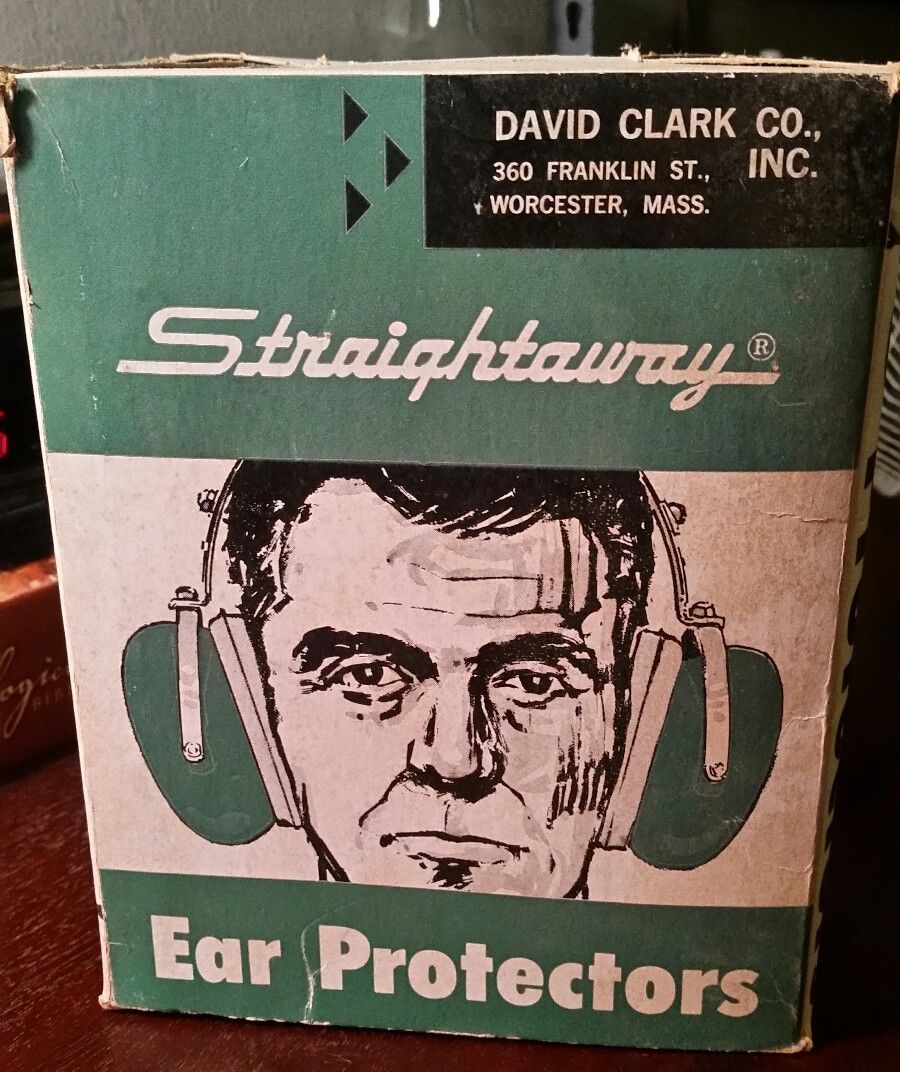 DAVID CLARK CO.,
INC.
360 FRANKLIN ST.,
WORCESTER, MASS.
Straightaway ®
Ear Protectors